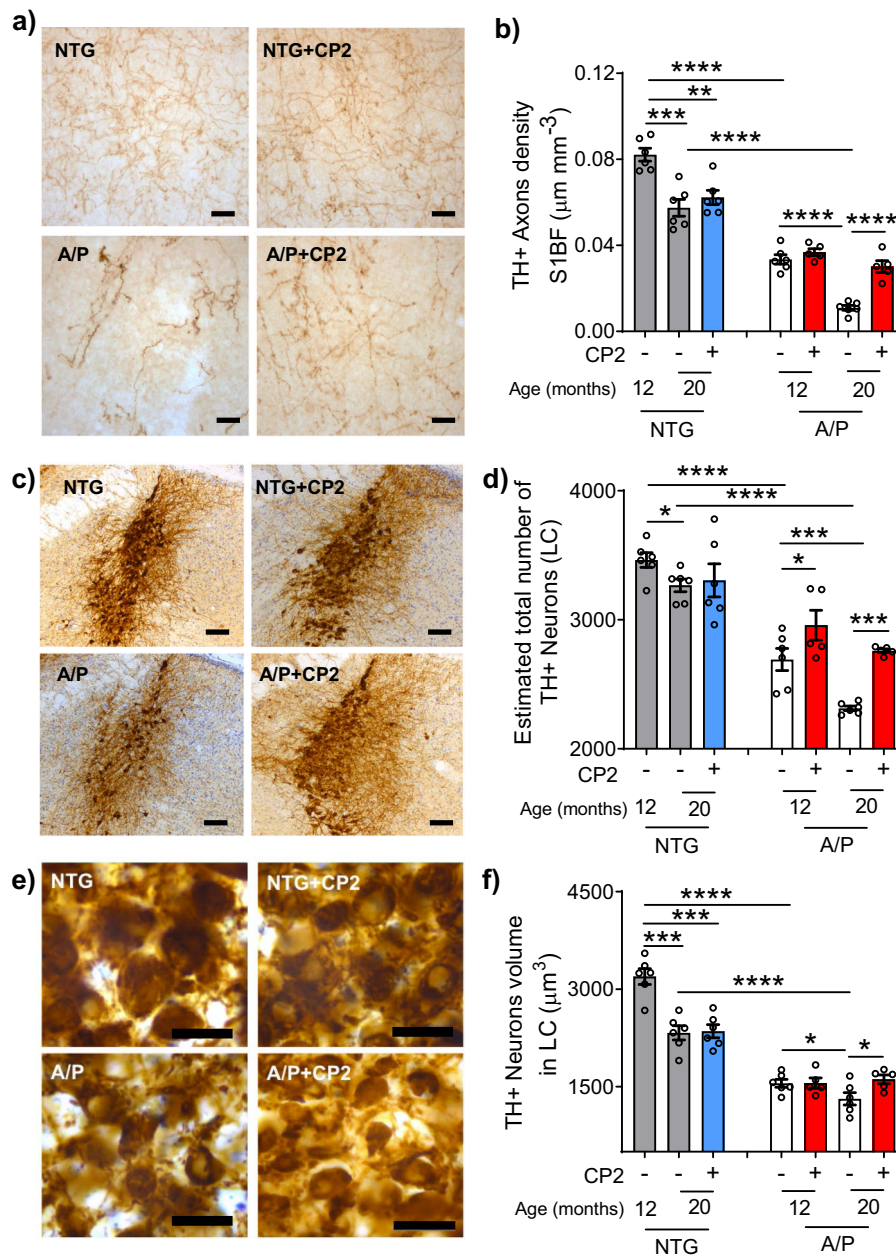 a)
NTG
NTG+CP2
A/P
A/P+CP2
b)
TH+ Axons density
S1BF (μm mm-3)
0.12
0.08
0.04
0.00
****
**
***
****
****
****
CP2 - - + - + - +
Age (months) 12 20 12 20
NTG A/P
c)
NTG
NTG+CP2
A/P
A/P+CP2
d)
Estimated total number of
TH+ Neurons (LC)
4000
3000
2000
****
****
*
***
*
***
CP2 - - + - + - +
Age (months) 12 20 12 20
NTG A/P
e)
NTG
NTG+CP2
A/P
A/P+CP2
f)
TH+ Neurons volume
in LC (μm³)
4500
3000
1500
****
***
***
****
*
*
CP2 - - + - + - +
Age (months) 12 20 12 20
NTG A/P